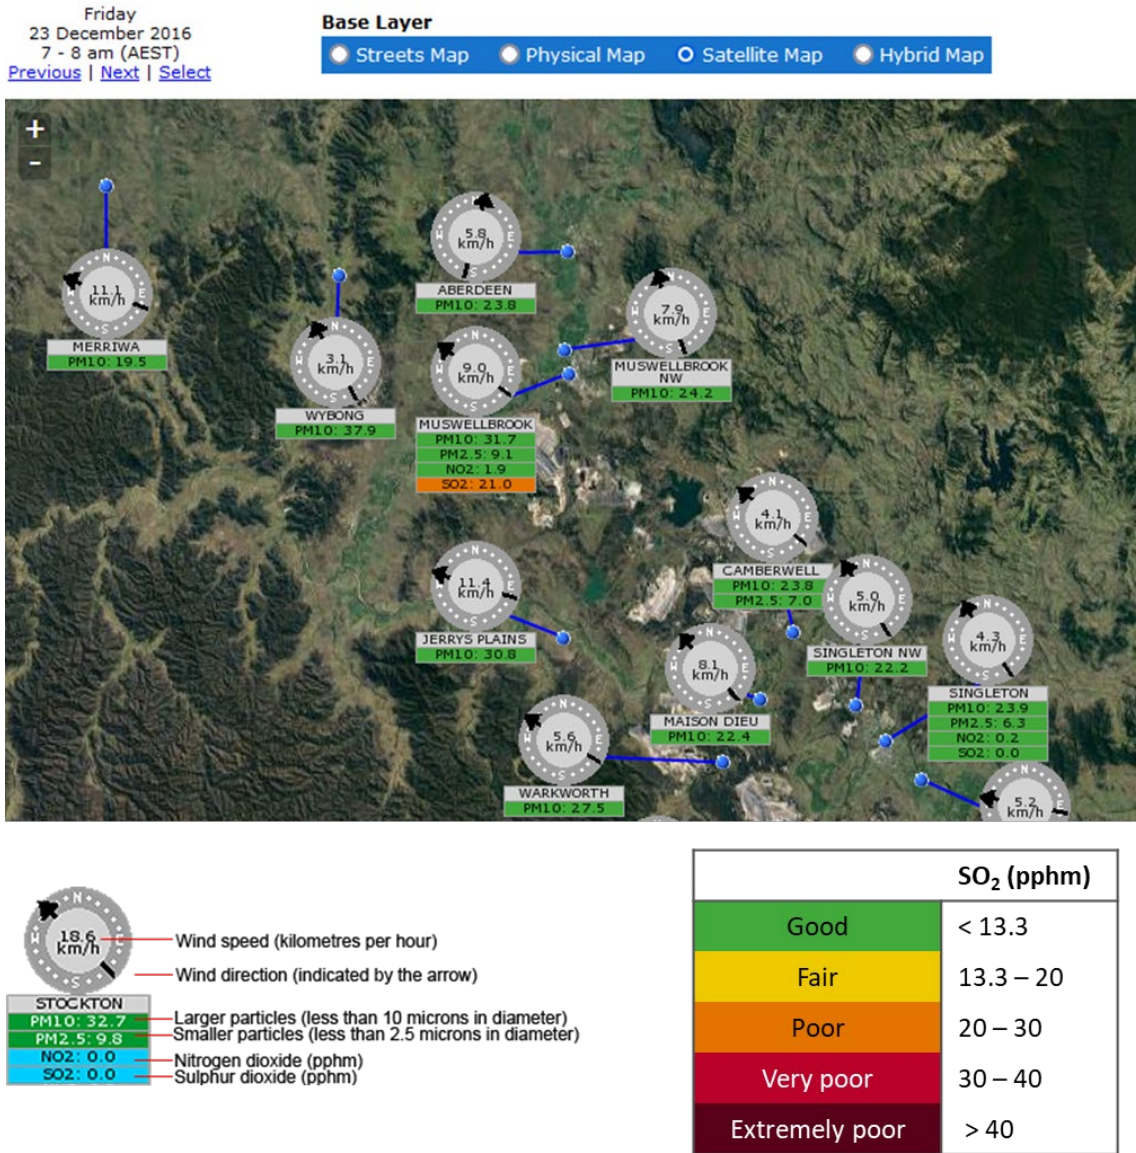 Friday
23 December 2016
7 - 8 am (AEST)
Previous | Next | Select
Base Layer
Streets Map
Physical Map
Satellite Map
Hybrid Map
+
-
N
E
S
W
11.1
km/h
MERRIWA
PM10: 19.5
3.1
km/h
WYBONG
PM10: 37.9
5.8
km/h
ABERDEEN
PM10: 23.8
9.0
km/h
MUSWELLBROOK
PM10: 31.7
PM2.5: 9.1
NO2: 1.9
SO2: 21.0
7.9
km/h
MUSWELLBROOK
NW
PM10: 24.2
4.1
km/h
CAMBERWELL
PM10: 23.8
PM2.5: 7.0
5.0
km/h
SINGLETON NW
PM10: 22.2
11.4
km/h
JERRYS PLAINS
PM10: 30.8
8.1
km/h
MAISON DIEU
PM10: 22.4
4.3
km/h
SINGLETON
PM10: 23.9
PM2.5: 6.3
NO2: 0.2
SO2: 0.0
5.6
km/h
WARKWORTH
PM10: 27.5
5.2
km/h
18.6
km/h
STOCKTON
PM10: 32.7
PM2.5: 9.8
NO2: 0.0
SO2: 0.0
Wind speed (kilometres per hour)
Wind direction (indicated by the arrow)
Larger particles (less than 10 microns in diameter)
Smaller particles (less than 2.5 microns in diameter)
Nitrogen dioxide (pphm)
Sulphur dioxide (pphm)
SO₂ (pphm)
Good < 13.3
Fair 13.3 – 20
Poor 20 – 30
Very poor 30 – 40
Extremely poor > 40